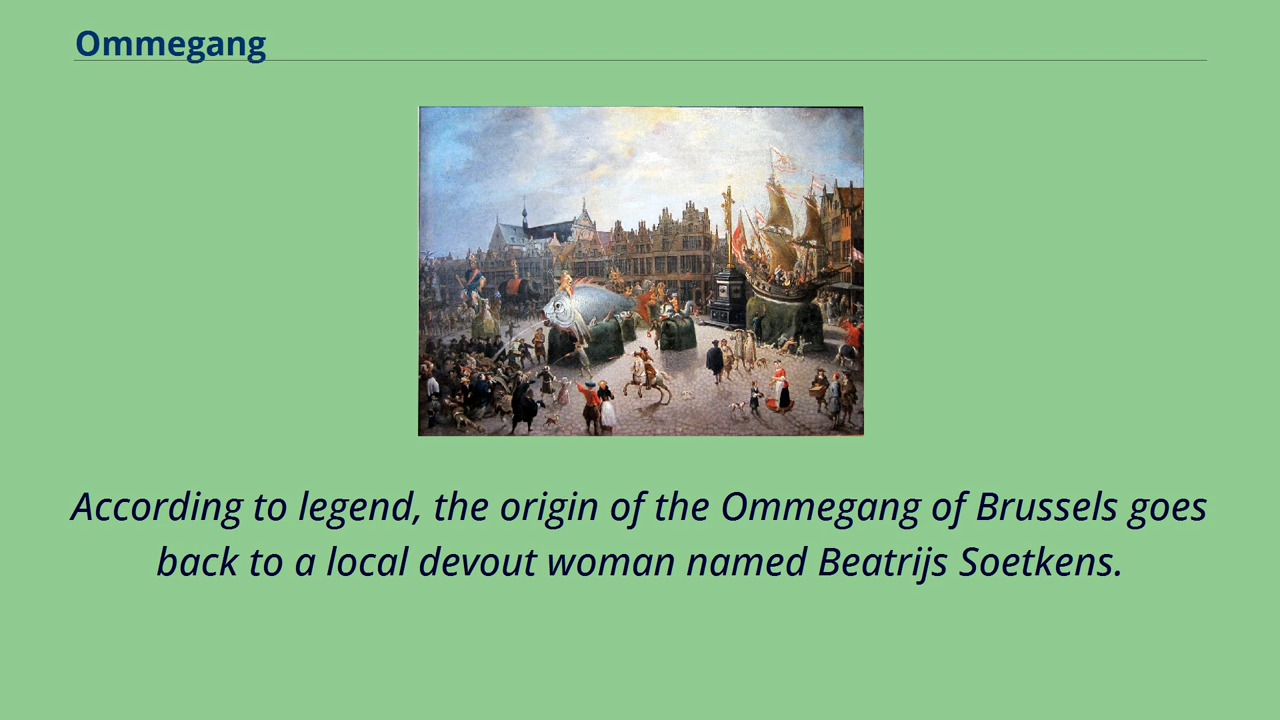 Ommegang
According to legend, the origin of the Ommegang of Brussels goes
back to a local devout woman named Beatrijs Soetkens.